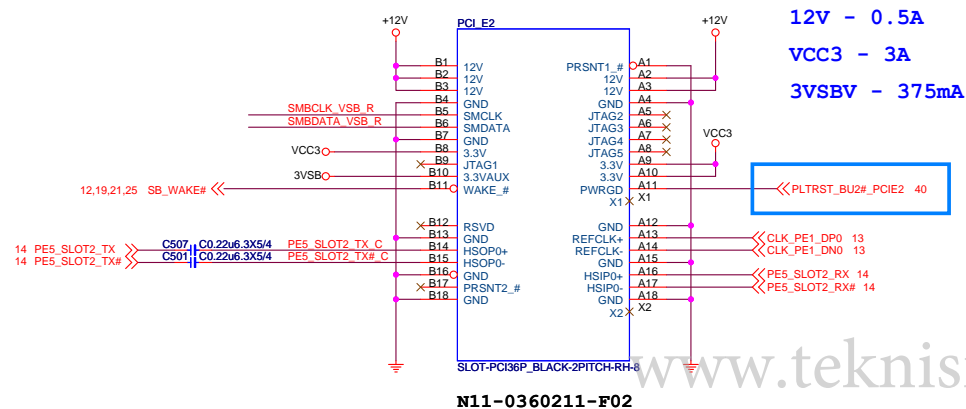 12V - 0.5A
VCC3 - 3A
3VSBV - 375mA
+12V
PCI_E2
+12V
B1 12V PRSNT1_# A1
B2 12V 12V A2
B3 12V 12V A3
B4 GND GND A4
SMBCLK_VSB_R B5 SMCLK JTAG2 A5
SMBDATA_VSB_R B6 SMDATA JTAG3 A6
B7 GND JTAG4 A7
VCC3 B8 3.3V JTAG5 A8
VCC3
B9 JTAG1 3.3V A9
3VSB B10 3.3VAUX 3.3V A10
12,19,21,25 SB_WAKE# B11 WAKE_# PWRGD A11 PLTRST_BU2#_PCIE2 40
X1 X1
B12 RSVD GND A12
B13 GND REFCLK+ A13 CLK_PE1_DP0 13
14 PE5_SLOT2_TX C507 C0.22u6.3X5/4 PE5_SLOT2_TX_C B14 HSOP0+ REFCLK- A14 CLK_PE1_DN0 13
14 PE5_SLOT2_TX# C501 C0.22u6.3X5/4 PE5_SLOT2_TX#_C B15 HSOP0- GND A15
B16 GND HSIP0+ A16 PE5_SLOT2_RX 14
B17 PRSNT2_# HSIP0- A17 PE5_SLOT2_RX# 14
B18 GND GND A18
X2 X2
SLOT-PCI36P_BLACK-2PITCH-RH-8
N11-0360211-F02
www.teknis